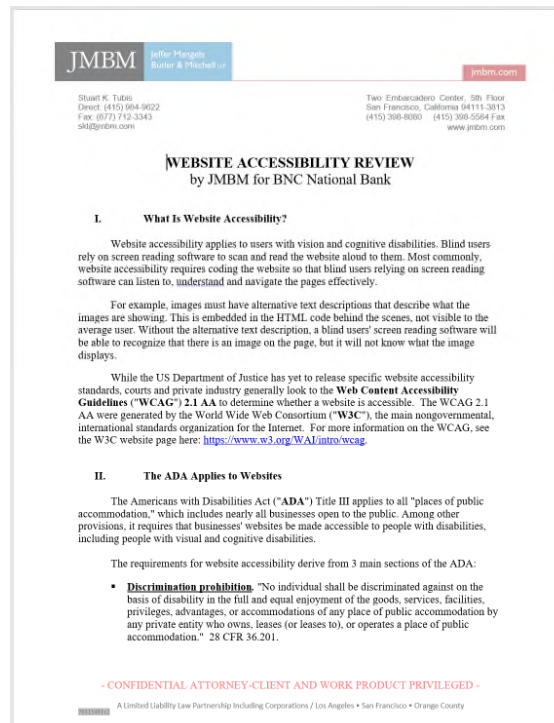 JMBM Jeffer Mangels
Butler & Mitchell LLP
jmbm.com
Stuart K. Tubis
Direct: (415) 984-9622
Fax: (877) 712-3343
skt@jmbm.com
Two Embarcadero Center, 5th Floor
San Francisco, California 94111-3813
(415) 398-8080 (415) 398-5584 Fax
www.jmbm.com
WEBSITE ACCESSIBILITY REVIEW
by JMBM for BNC National Bank
I. What Is Website Accessibility?
Website accessibility applies to users with vision and cognitive disabilities. Blind users
rely on screen reading software to scan and read the website aloud to them. Most commonly,
website accessibility requires coding the website so that blind users relying on screen reading
software can listen to, understand and navigate the pages effectively.
For example, images must have alternative text descriptions that describe what the
images are showing. This is embedded in the HTML code behind the scenes, not visible to the
average user. Without the alternative text description, a blind users' screen reading software will
be able to recognize that there is an image on the page, but it will not know what the image
displays.
While the US Department of Justice has yet to release specific website accessibility
standards, courts and private industry generally look to the Web Content Accessibility
Guidelines ("WCAG") 2.1 AA to determine whether a website is accessible. The WCAG 2.1
AA were generated by the World Wide Web Consortium ("W3C"), the main nongovernmental,
international standards organization for the Internet. For more information on the WCAG, see
the W3C website page here: https://www.w3.org/WAI/intro/wcag.
II. The ADA Applies to Websites
The Americans with Disabilities Act ("ADA") Title III applies to all "places of public
accommodation," which includes nearly all businesses open to the public. Among other
provisions, it requires that businesses' websites be made accessible to people with disabilities,
including people with visual and cognitive disabilities.
The requirements for website accessibility derive from 3 main sections of the ADA:
▪ Discrimination prohibition. "No individual shall be discriminated against on the
basis of disability in the full and equal enjoyment of the goods, services, facilities,
privileges, advantages, or accommodations of any place of public accommodation by
any private entity who owns, leases (or leases to), or operates a place of public
accommodation." 28 CFR 36.201.
- CONFIDENTIAL ATTORNEY-CLIENT AND WORK PRODUCT PRIVILEGED -
A Limited Liability Law Partnership Including Corporations / Los Angeles • San Francisco • Orange County